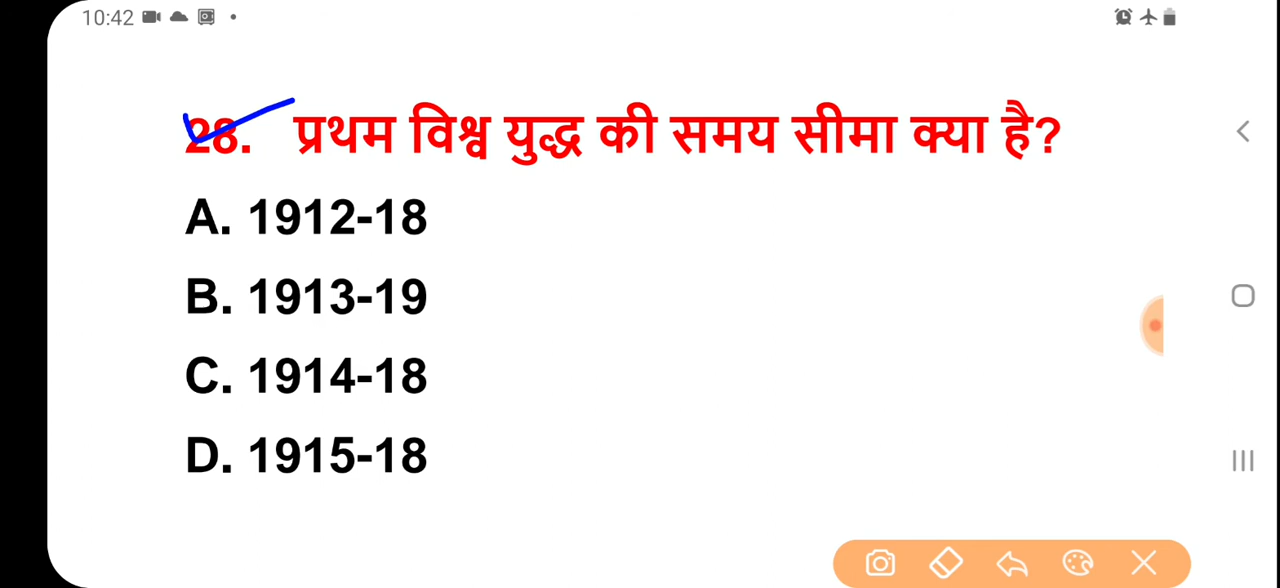 10:42
28. प्रथम विश्व युद्ध की समय सीमा क्या है?
A. 1912-18
B. 1913-19
C. 1914-18
D. 1915-18